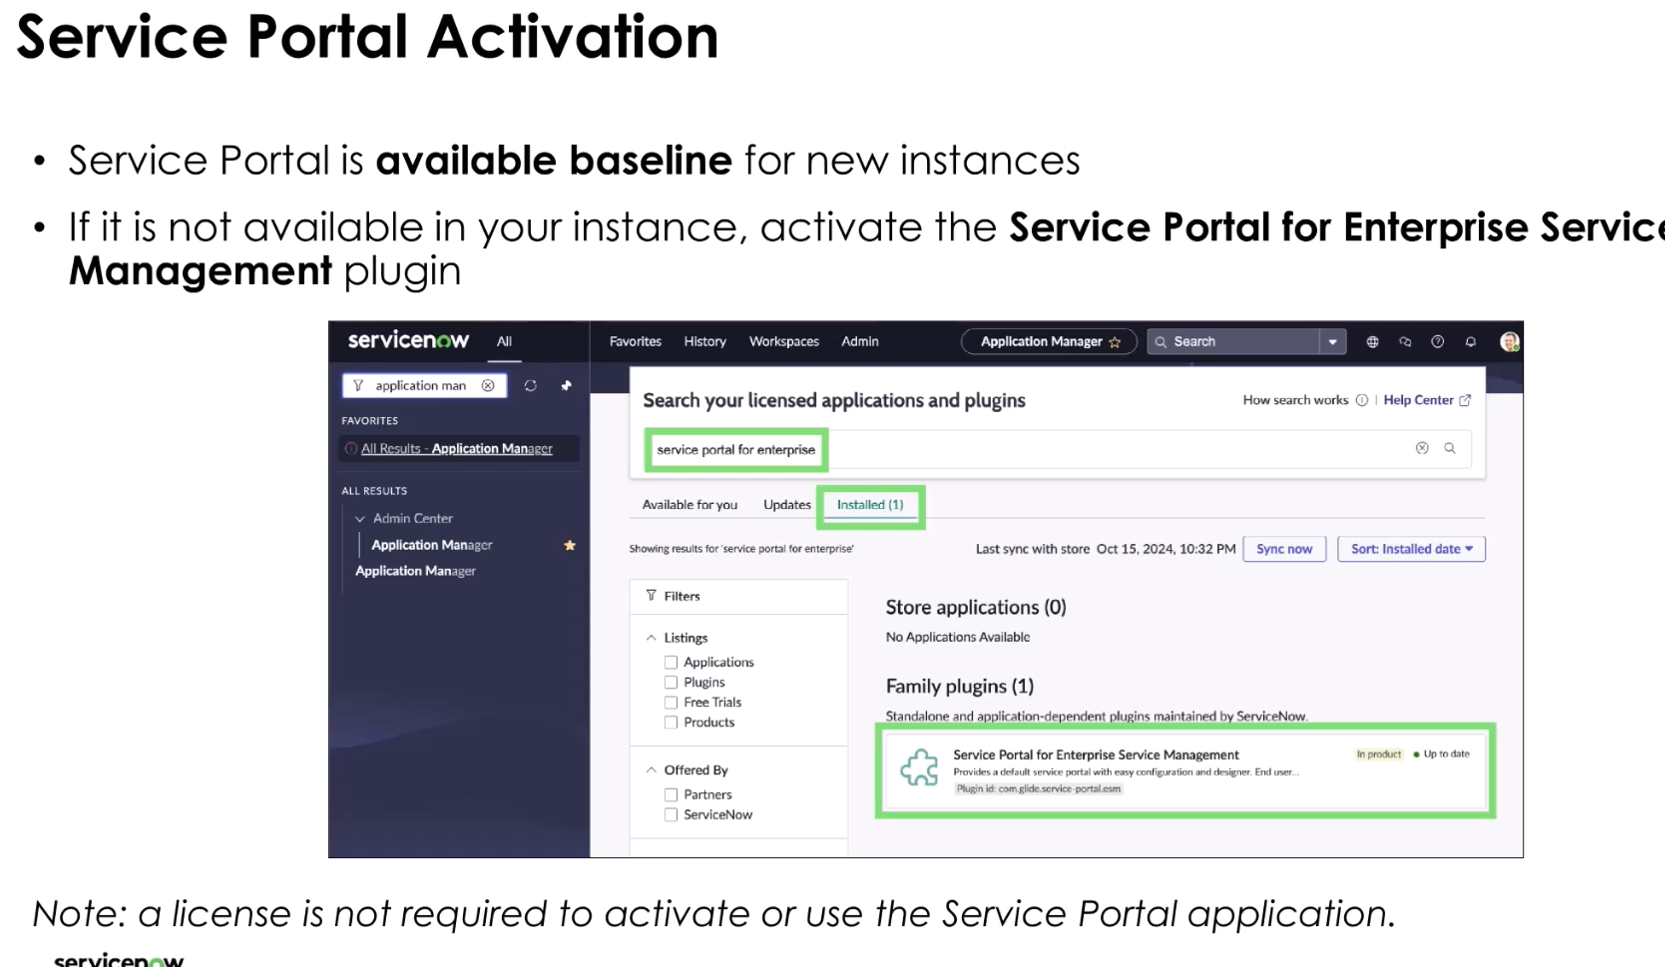 Service Portal Activation
• Service Portal is available baseline for new instances
• If it is not available in your instance, activate the Service Portal for Enterprise Service
Management plugin
servicenow All Favorites History Workspaces Admin Application Manager Search
application man
FAVORITES
All Results - Application Manager
ALL RESULTS
Admin Center
Application Manager
Application Manager
Search your licensed applications and plugins How search works | Help Center
service portal for enterprise
Available for you Updates Installed (1)
Showing results for 'service portal for enterprise' Last sync with store Oct 15, 2024, 10:32 PM Sync now Sort: Installed date
Filters
Listings
Applications
Plugins
Free Trials
Products
Offered By
Partners
ServiceNow
Store applications (0)
No Applications Available
Family plugins (1)
Standalone and application-dependent plugins maintained by ServiceNow.
Service Portal for Enterprise Service Management In product Up to date
Provides a default service portal with easy configuration and designer. End user...
Plugin id: com.glide.service-portal.esm
Note: a license is not required to activate or use the Service Portal application.
servicenow